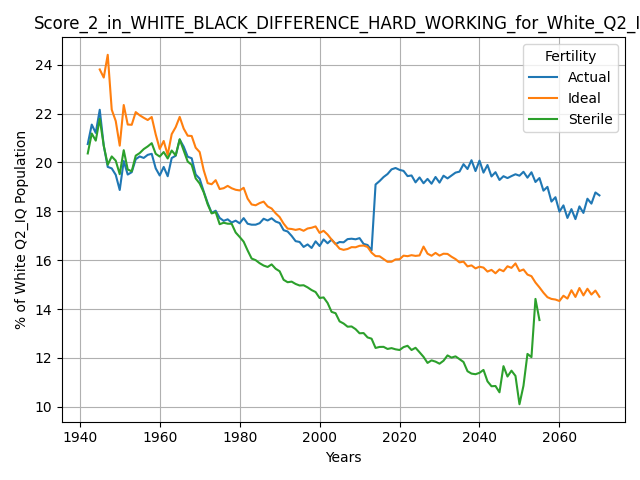 Score_2_in_WHITE_BLACK_DIFFERENCE_HARD_WORKING_for_White_Q2_I
Fertility
Actual
Ideal
Sterile
% of White Q2_IQ Population
24
22
20
18
16
14
12
10
1940 1960 1980 2000 2020 2040 2060
Years